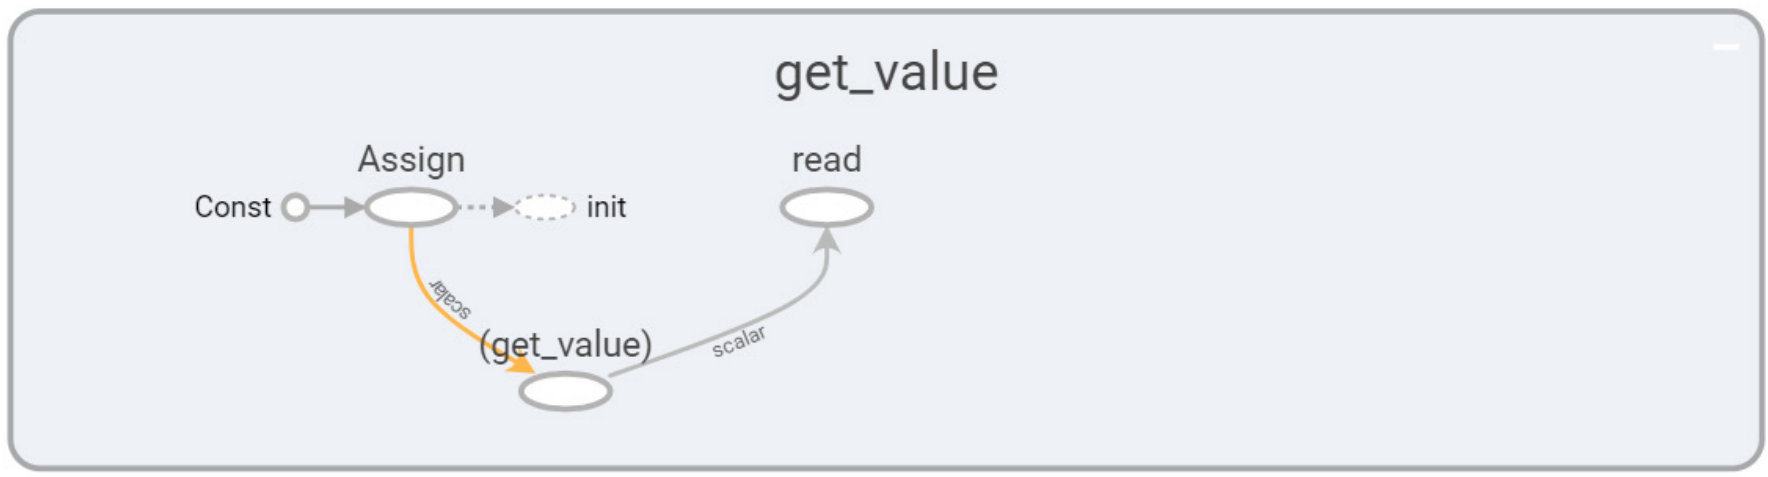 get_value
Assign
read
Const
init
scalar
(get_value)
scalar